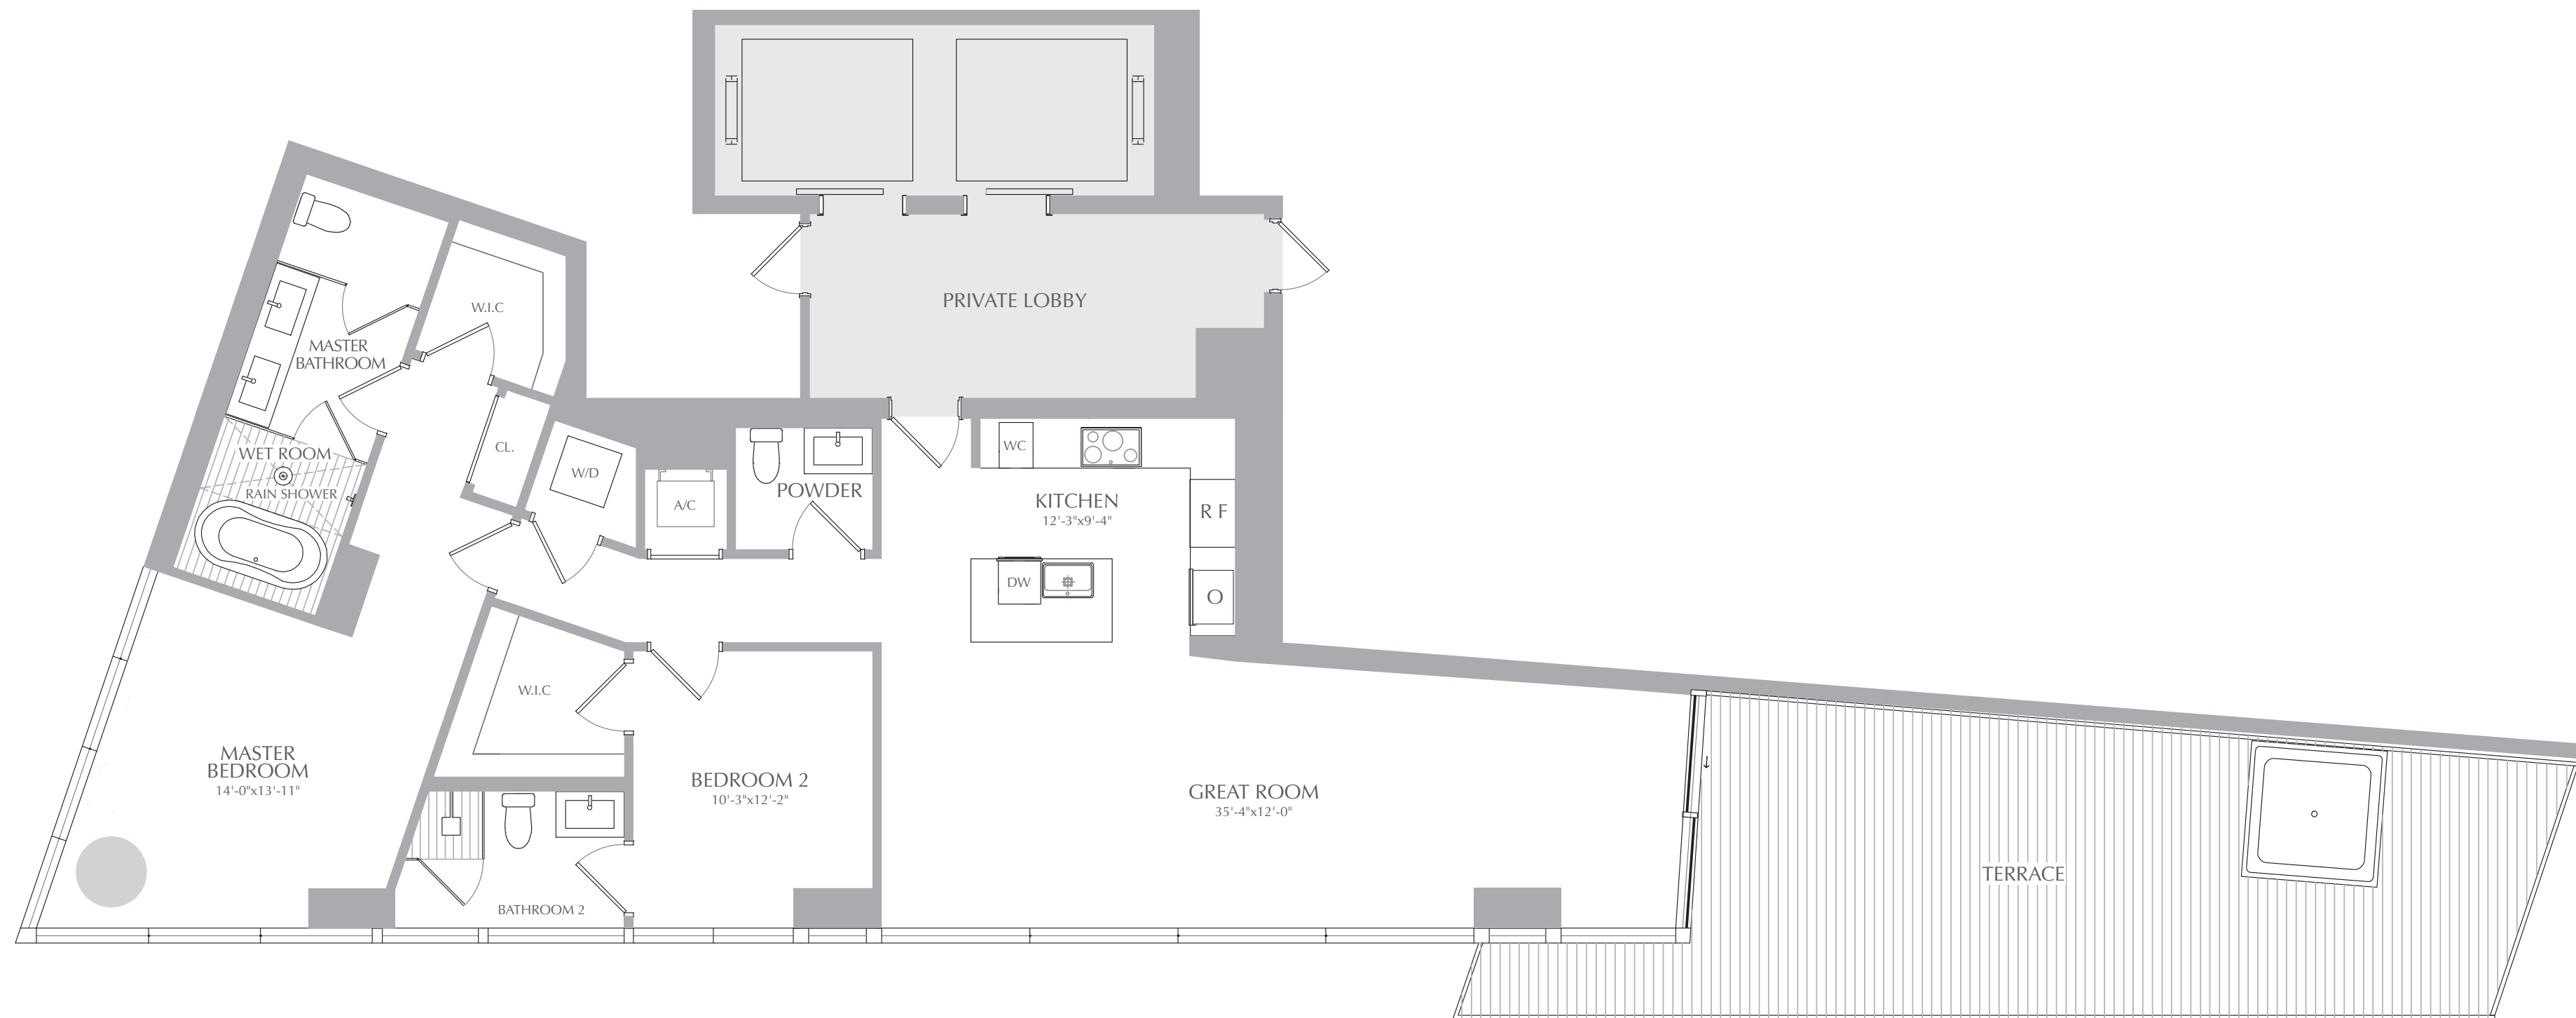 PRIVATE LOBBY
W.I.C
MASTER
BATHROOM
CL.
WET ROOM
RAIN SHOWER
W/D
A/C
POWDER
WC
KITCHEN
12'-3"x9'-4"
R F
DW
O
W.I.C
MASTER
BEDROOM
14'-0"x13'-11"
BEDROOM 2
10'-3"x12'-2"
GREAT ROOM
35'-4"x12'-0"
TERRACE
BATHROOM 2